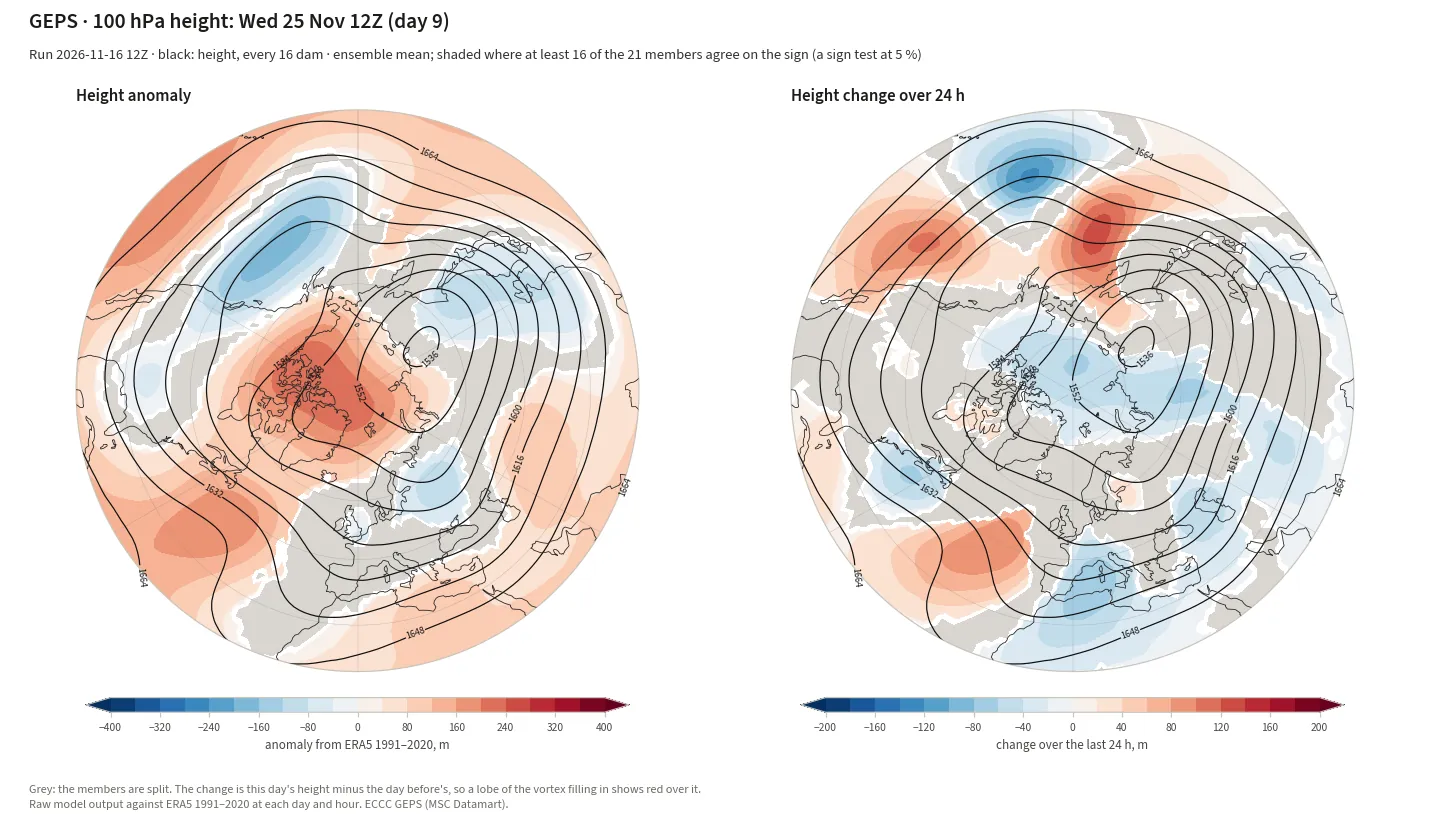 GEPS · 100 hPa height: Wed 25 Nov 12Z (day 9)
Run 2026-11-16 12Z · black: height, every 16 dam · ensemble mean; shaded where at least 16 of the 21 members agree on the sign (a sign test at 5 %)
Height anomaly
Height change over 24 h
1664
1664
1584
1536
1552
1600
1616
1632
1664
1664
1648
1664
1584
1536
1552
1600
1616
1632
1664
1664
1648
−400 −320 −240 −160 −80 0 80 160 240 320 400
anomaly from ERA5 1991–2020, m
−200 −160 −120 −80 −40 0 40 80 120 160 200
change over the last 24 h, m
Grey: the members are split. The change is this day's height minus the day before's, so a lobe of the vortex filling in shows red over it.
Raw model output against ERA5 1991–2020 at each day and hour. ECCC GEPS (MSC Datamart).